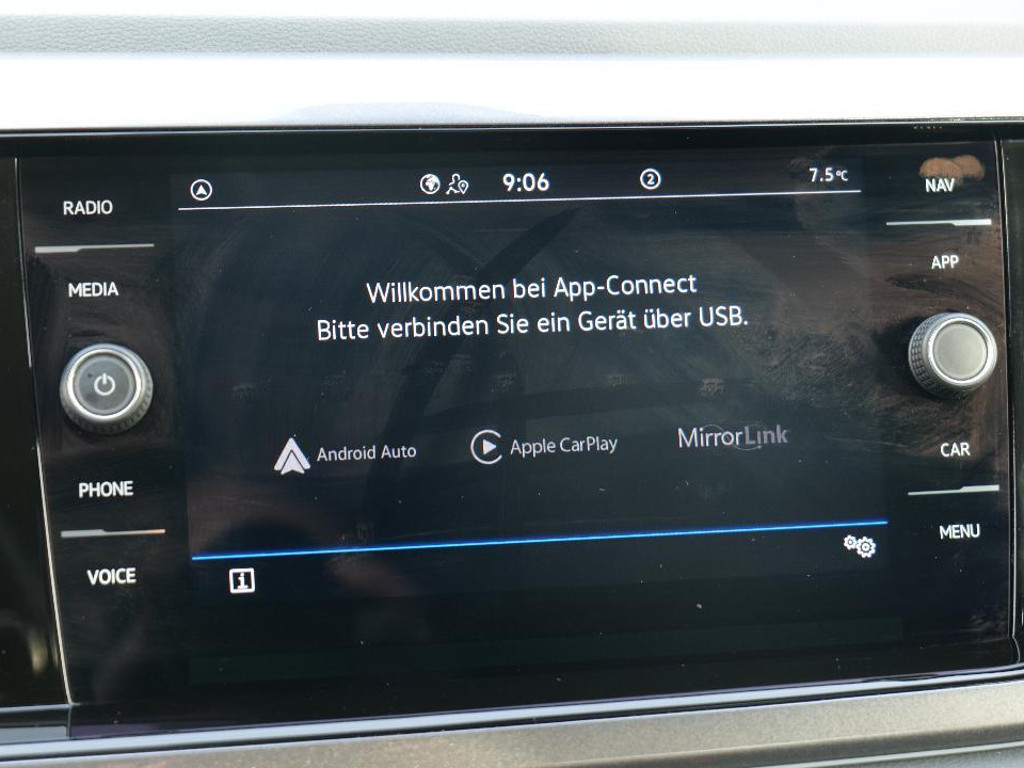 RADIO
MEDIA
PHONE
VOICE
9:06
2
7.5°C
Willkommen bei App-Connect
Bitte verbinden Sie ein Gerät über USB.
Android Auto
Apple CarPlay
MirrorLink
i
NAV
APP
CAR
MENU